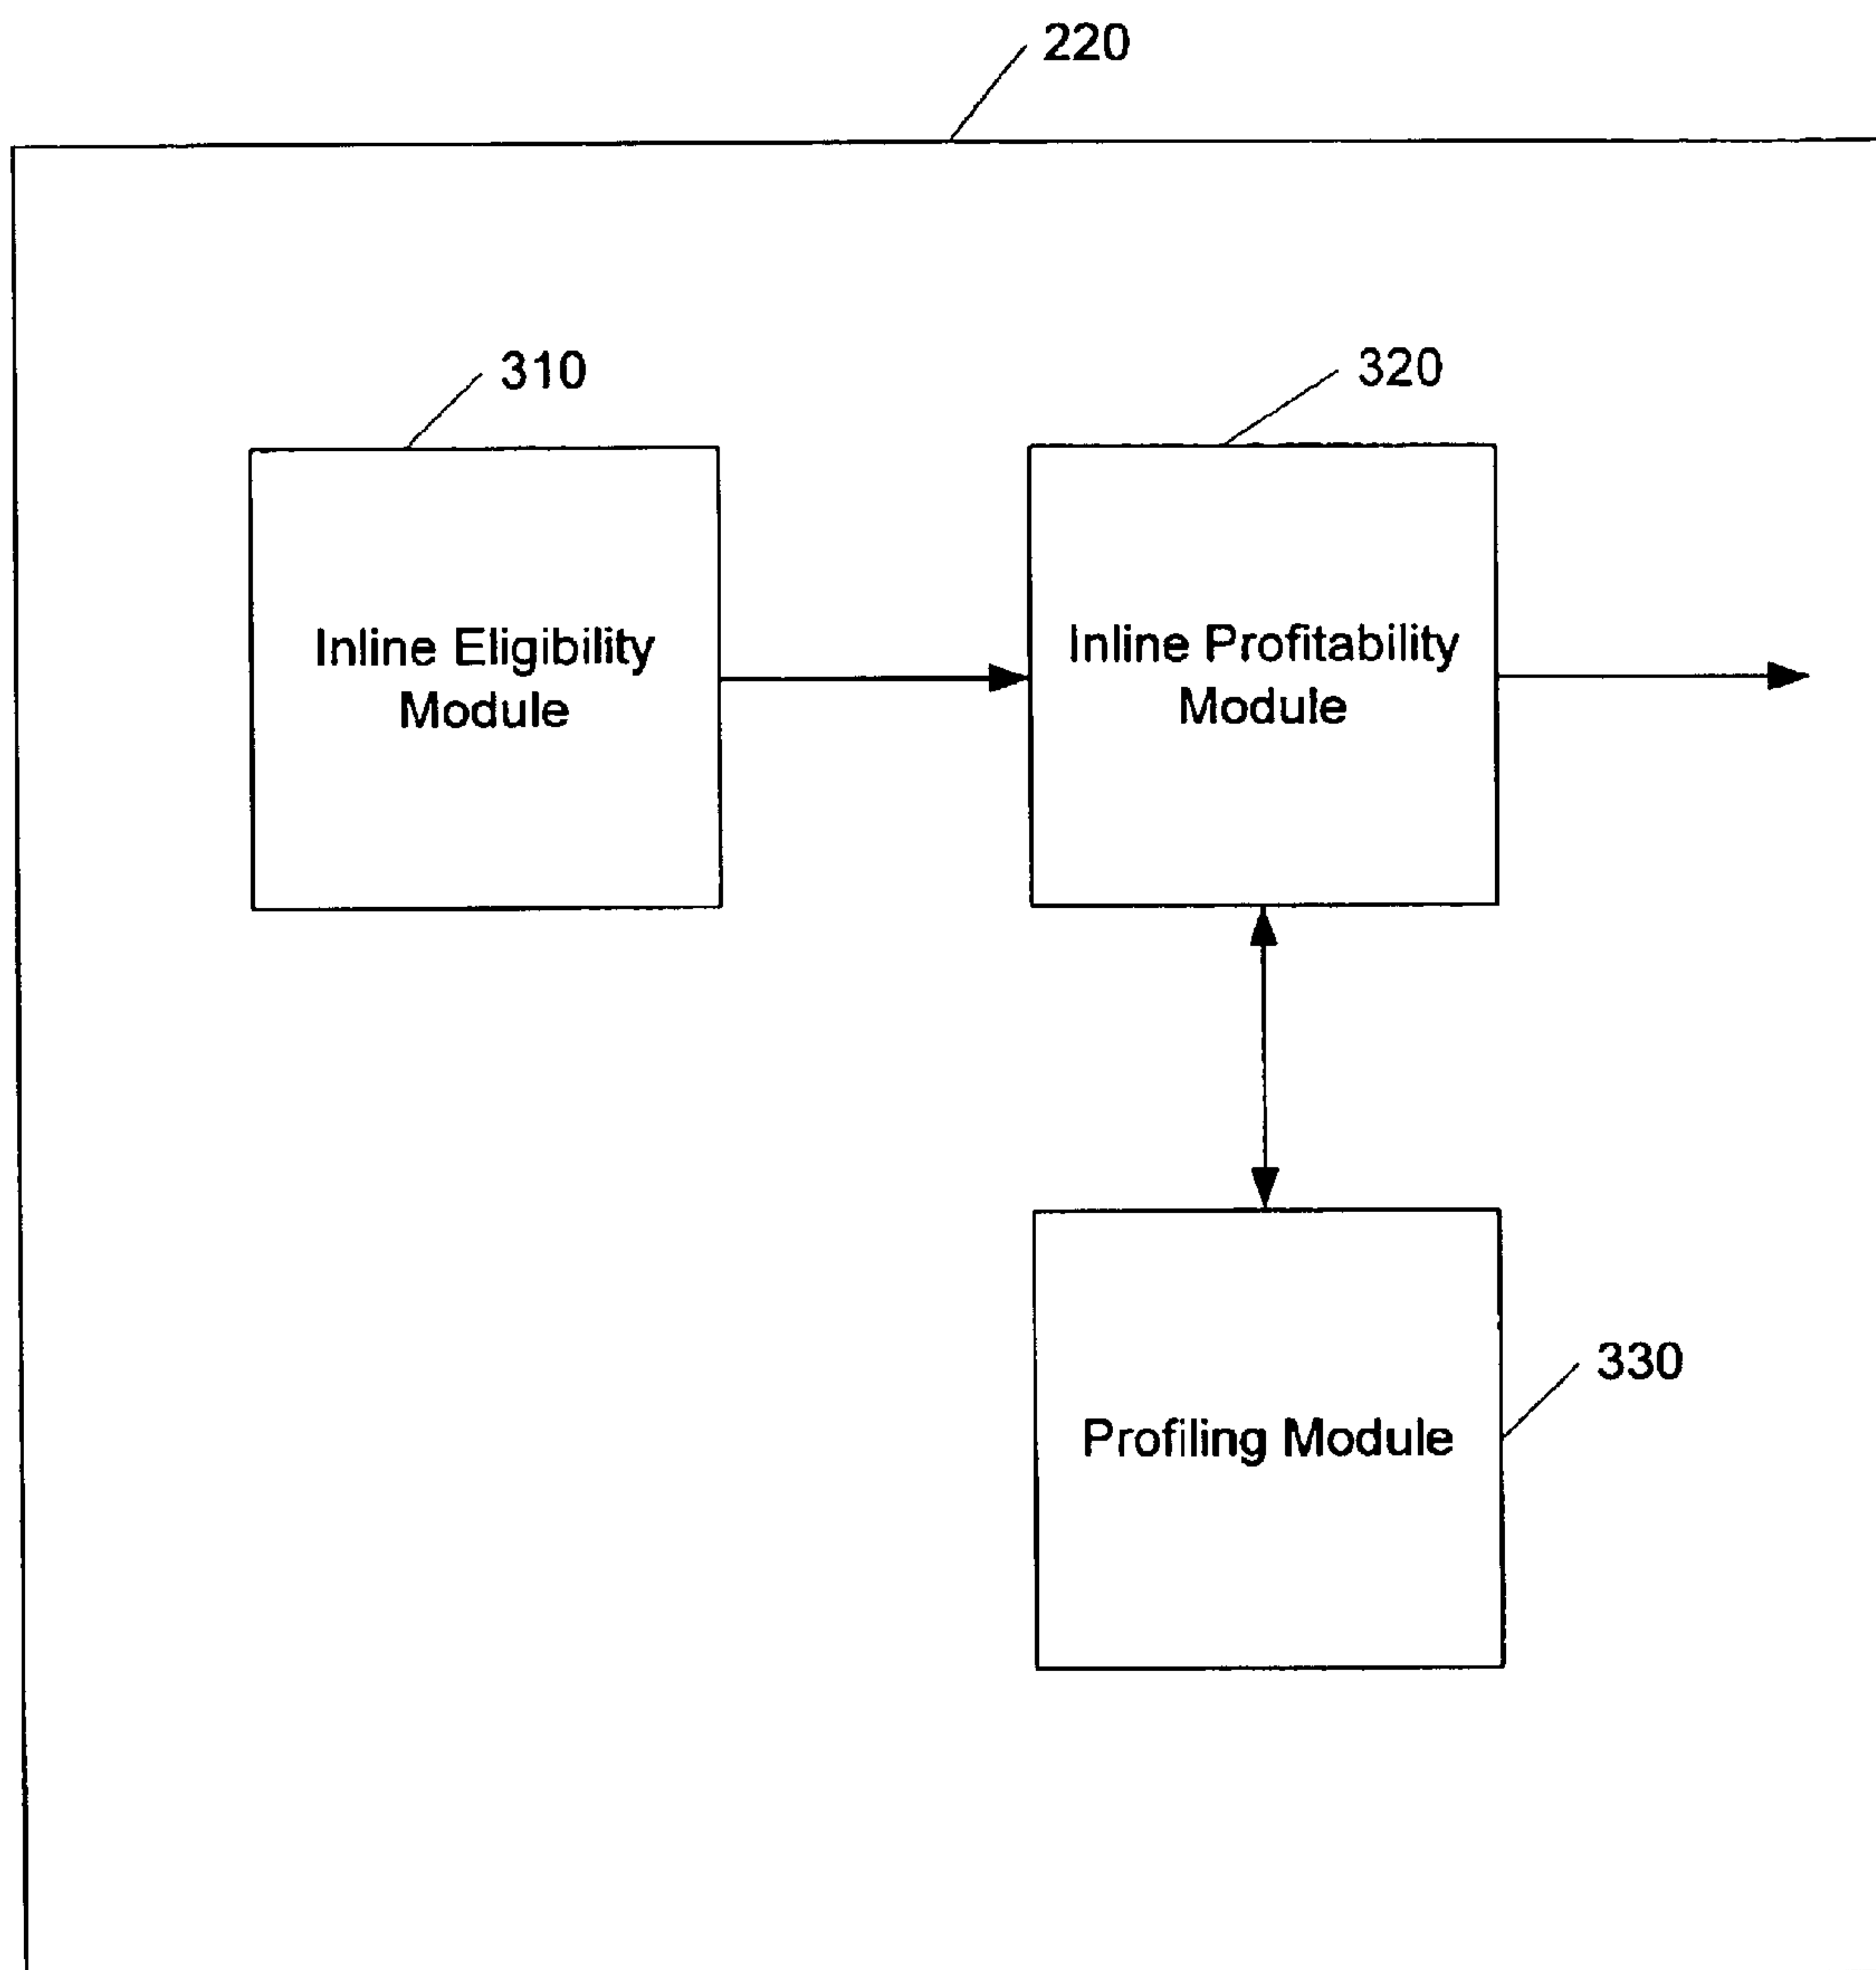 220
310
320
Inline Eligibility
Module
Inline Profitability
Module
330
Profiling Module